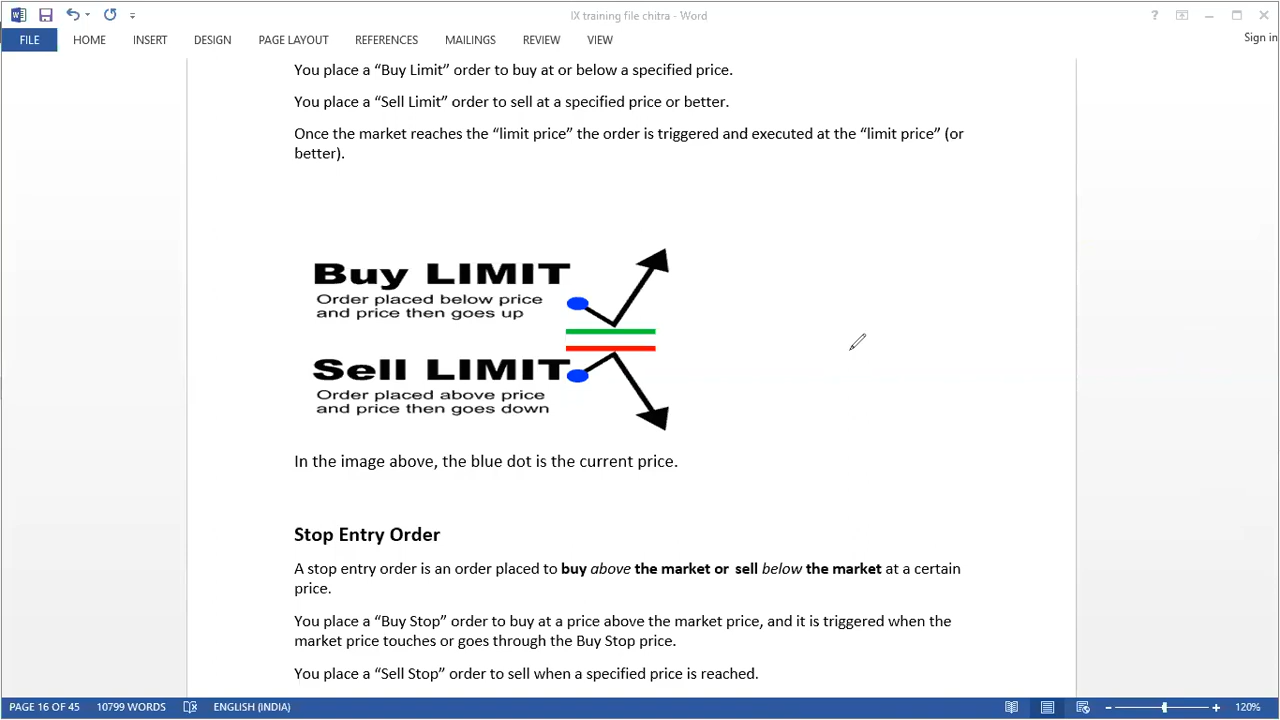 IX training file chitra - Word
?
FILE HOME INSERT DESIGN PAGE LAYOUT REFERENCES MAILINGS REVIEW VIEW Sign in
You place a “Buy Limit” order to buy at or below a specified price.
You place a “Sell Limit” order to sell at a specified price or better.
Once the market reaches the “limit price” the order is triggered and executed at the “limit price” (or
better).
Buy LIMIT
Order placed below price
and price then goes up
Sell LIMIT
Order placed above price
and price then goes down
In the image above, the blue dot is the current price.
Stop Entry Order
A stop entry order is an order placed to buy above the market or sell below the market at a certain
price.
You place a “Buy Stop” order to buy at a price above the market price, and it is triggered when the
market price touches or goes through the Buy Stop price.
You place a “Sell Stop” order to sell when a specified price is reached.
PAGE 16 OF 45 10799 WORDS ENGLISH (INDIA) 120%